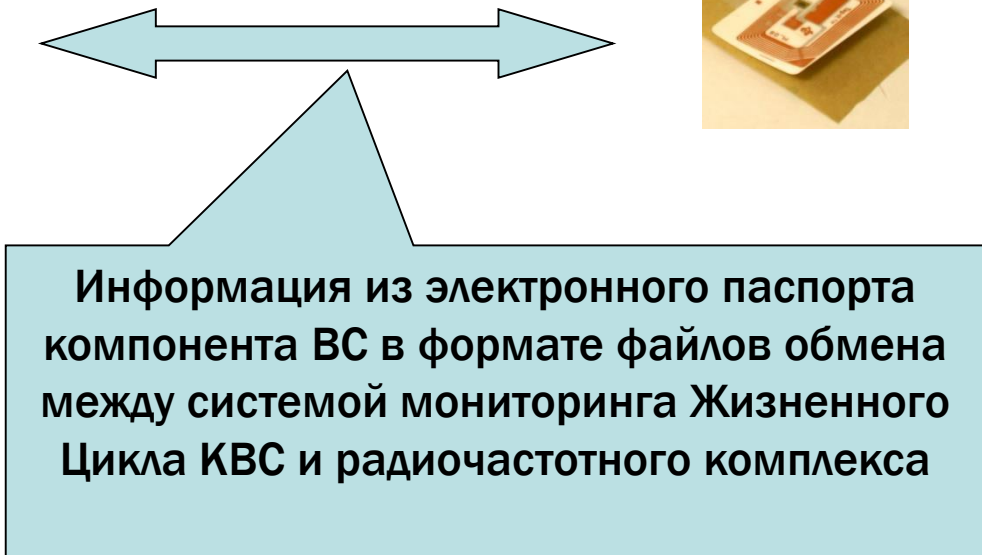 Информация из электронного паспорта
компонента ВС в формате файлов обмена
между системой мониторинга Жизненного
Цикла КВС и радиочастотного комплекса